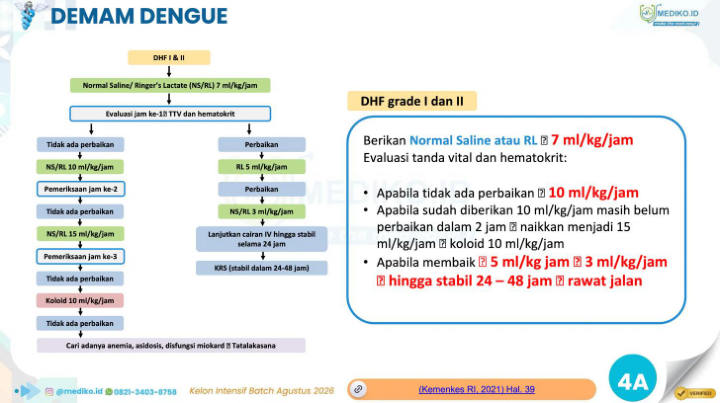 DEMAM DENGUE
MEDIKO.ID
DHF I & II
Normal Saline/ Ringer's Lactate (NS/RL) 7 ml/kg/jam
Evaluasi jam ke-1 TTV dan hematokrit
Tidak ada perbaikan
NS/RL 10 ml/kg/jam
Pemeriksaan jam ke-2
Tidak ada perbaikan
NS/RL 15 ml/kg/jam
Pemeriksaan jam ke-3
Tidak ada perbaikan
Koloid 10 ml/kg/jam
Tidak ada perbaikan
Cari adanya anemia, asidosis, disfungsi miokard Tatalakasana
Perbaikan
RL 5 ml/kg/jam
Perbaikan
NS/RL 3 ml/kg/jam
Lanjutkan cairan IV hingga stabil
selama 24 jam
KRS (stabil dalam 24-48 jam)
DHF grade I dan II
Berikan Normal Saline atau RL 7 ml/kg/jam
Evaluasi tanda vital dan hematokrit:
• Apabila tidak ada perbaikan 10 ml/kg/jam
• Apabila sudah diberikan 10 ml/kg/jam masih belum
perbaikan dalam 2 jam naikkan menjadi 15
ml/kg/jam koloid 10 ml/kg/jam
• Apabila membaik 5 ml/kg jam 3 ml/kg/jam
hingga stabil 24 – 48 jam rawat jalan
@mediko.id 0821-3403-8758
Kelon Intensif Batch Agustus 2026
(Kemenkes RI, 2021) Hal. 39
4A
VERIFIED